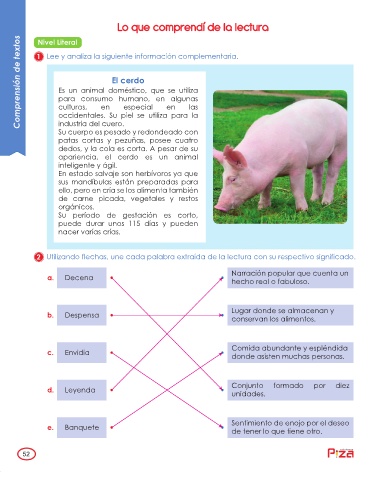 Comprensión de textos
Lo que comprendí de la lectura
Nivel Literal
1 Lee y analiza la siguiente información complementaria.
El cerdo
Es un animal doméstico, que se utiliza
para consumo humano, en algunas
culturas, en especial en las
occidentales. Su piel se utiliza para la
industria del cuero.
Su cuerpo es pesado y redondeado con
patas cortas y pezuñas, posee cuatro
dedos, y la cola es corta. A pesar de su
apariencia, el cerdo es un animal
inteligente y ágil.
En estado salvaje son herbívoros ya que
sus mandíbulas están preparadas para
ello, pero en cría se los alimenta también
de carne picada, vegetales y restos
orgánicos.
Su período de gestación es corto,
puede durar unos 115 días y pueden
nacer varias crías.
2 Utilizando flechas, une cada palabra extraída de la lectura con su respectivo significado.
a. Decena
Narración popular que cuenta un
hecho real o fabuloso.
b. Despensa
Lugar donde se almacenan y
conservan los alimentos.
c. Envidia
Comida abundante y espléndida
donde asisten muchas personas.
d. Leyenda
Conjunto formado por diez
unidades.
e. Banquete
Sentimiento de enojo por el deseo
de tener lo que tiene otro.
52
Piza